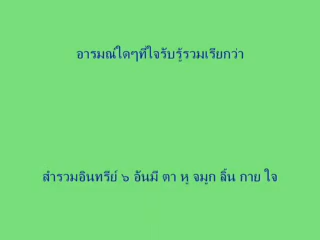 อารมณ์ใดๆที่ใจรับรู้รวมเรียกว่า
สำรวมอินทรีย์ ๖ อันมี ตา หู จมูก ลิ้น กาย ใจ